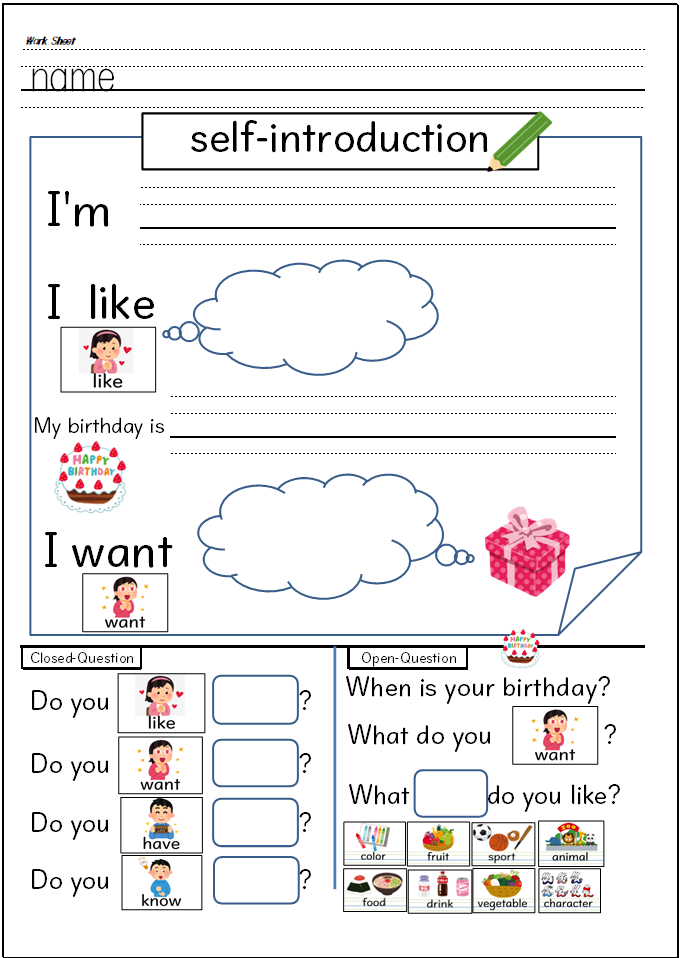 Work Sheet
name
self-introduction
I'm
I like
like
My birthday is
HAPPY
BIRTHDAY
I want
want
Closed-Question
Do you like ?
Do you want ?
Do you have ?
Do you know ?
Open-Question
HAPPY
BIRTHDAY
When is your birthday?
What do you want ?
What do you like?
color fruit sport animal
food drink vegetable character